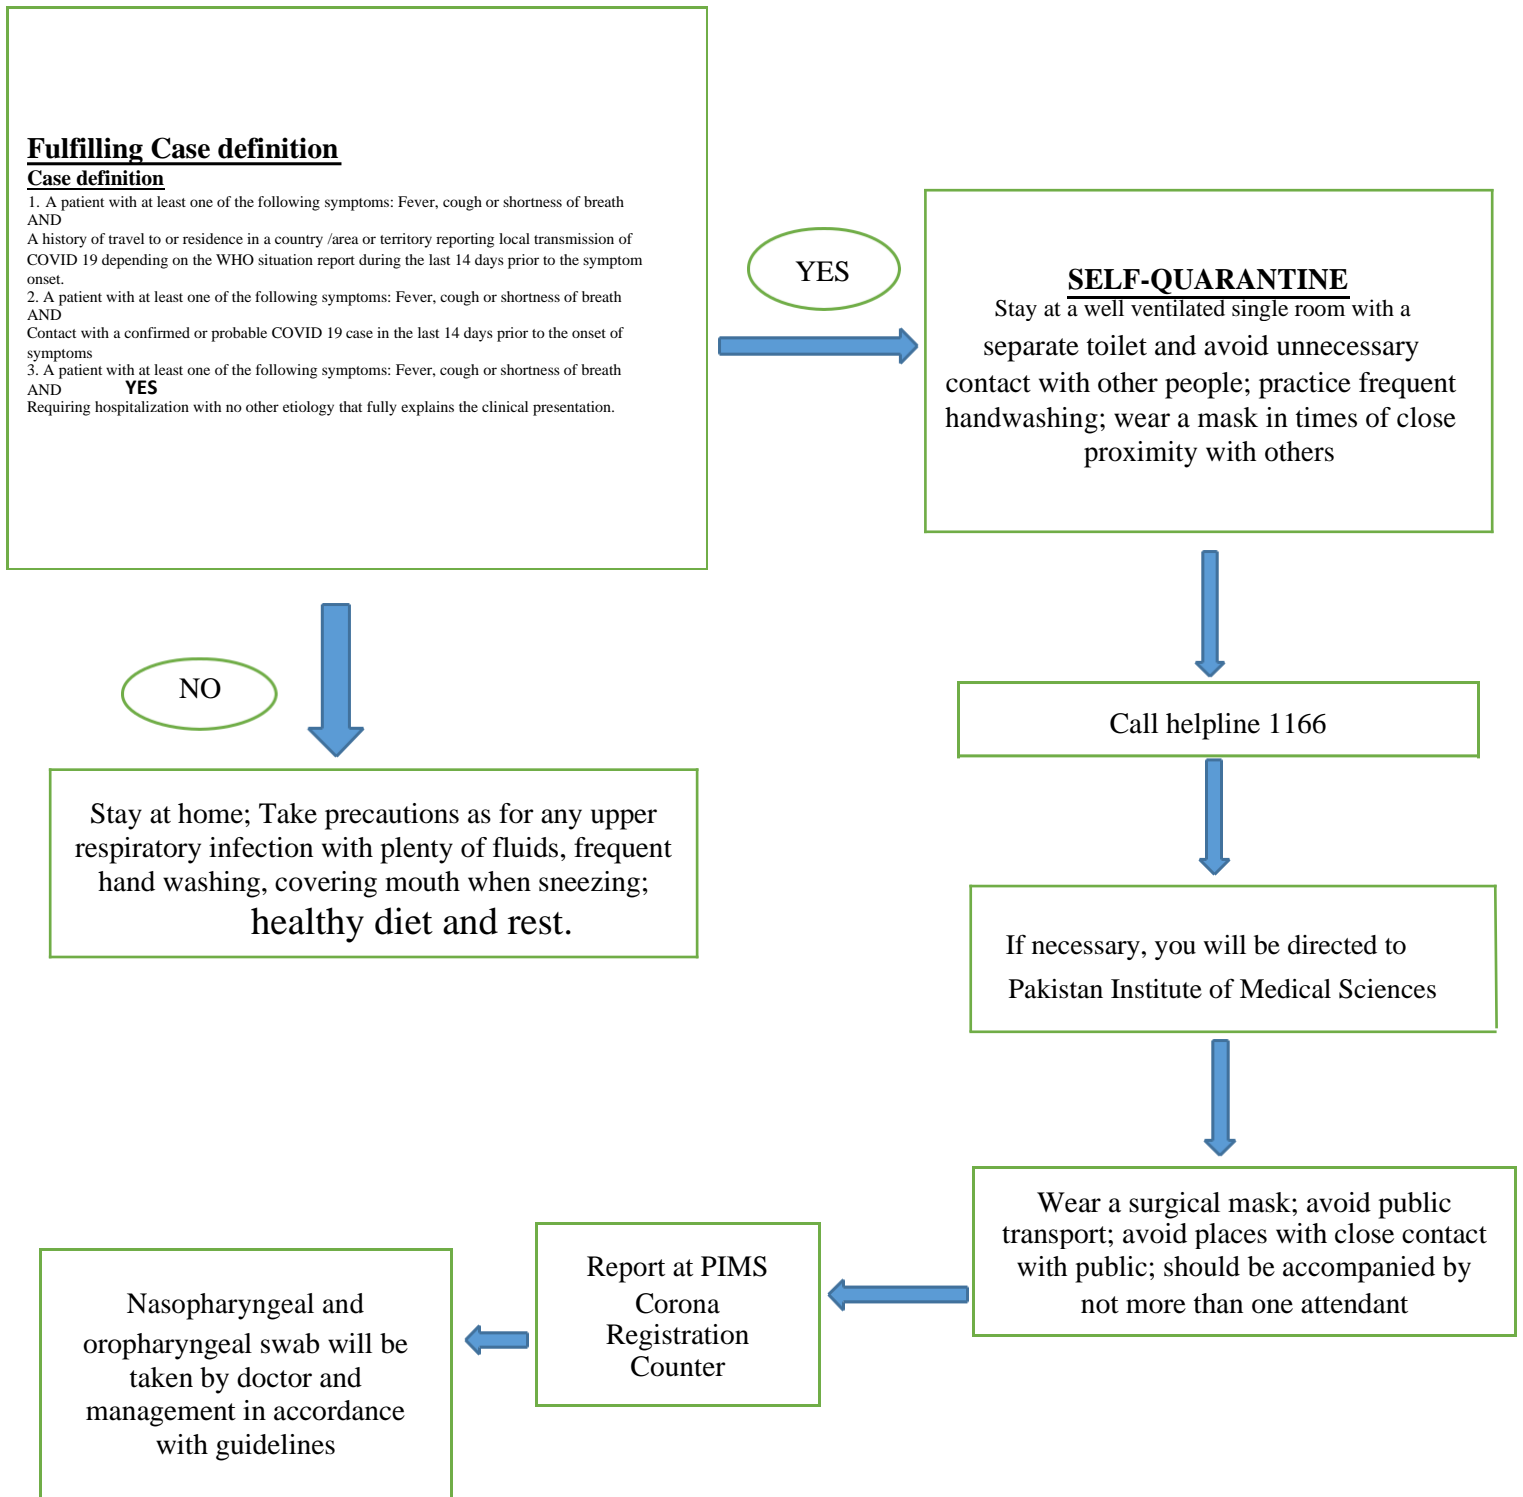 Fulfilling Case definition
Case definition
1. A patient with at least one of the following symptoms: Fever, cough or shortness of breath
AND
A history of travel to or residence in a country /area or territory reporting local transmission of
COVID 19 depending on the WHO situation report during the last 14 days prior to the symptom
onset.
2. A patient with at least one of the following symptoms: Fever, cough or shortness of breath
AND
Contact with a confirmed or probable COVID 19 case in the last 14 days prior to the onset of
symptoms
3. A patient with at least one of the following symptoms: Fever, cough or shortness of breath
AND YES
Requiring hospitalization with no other etiology that fully explains the clinical presentation.
YES
SELF-QUARANTINE
Stay at a well ventilated single room with a
separate toilet and avoid unnecessary
contact with other people; practice frequent
handwashing; wear a mask in times of close
proximity with others
NO
Stay at home; Take precautions as for any upper
respiratory infection with plenty of fluids, frequent
hand washing, covering mouth when sneezing;
healthy diet and rest.
Call helpline 1166
If necessary, you will be directed to
Pakistan Institute of Medical Sciences
Wear a surgical mask; avoid public
transport; avoid places with close contact
with public; should be accompanied by
not more than one attendant
Report at PIMS
Corona
Registration
Counter
Nasopharyngeal and
oropharyngeal swab will be
taken by doctor and
management in accordance
with guidelines